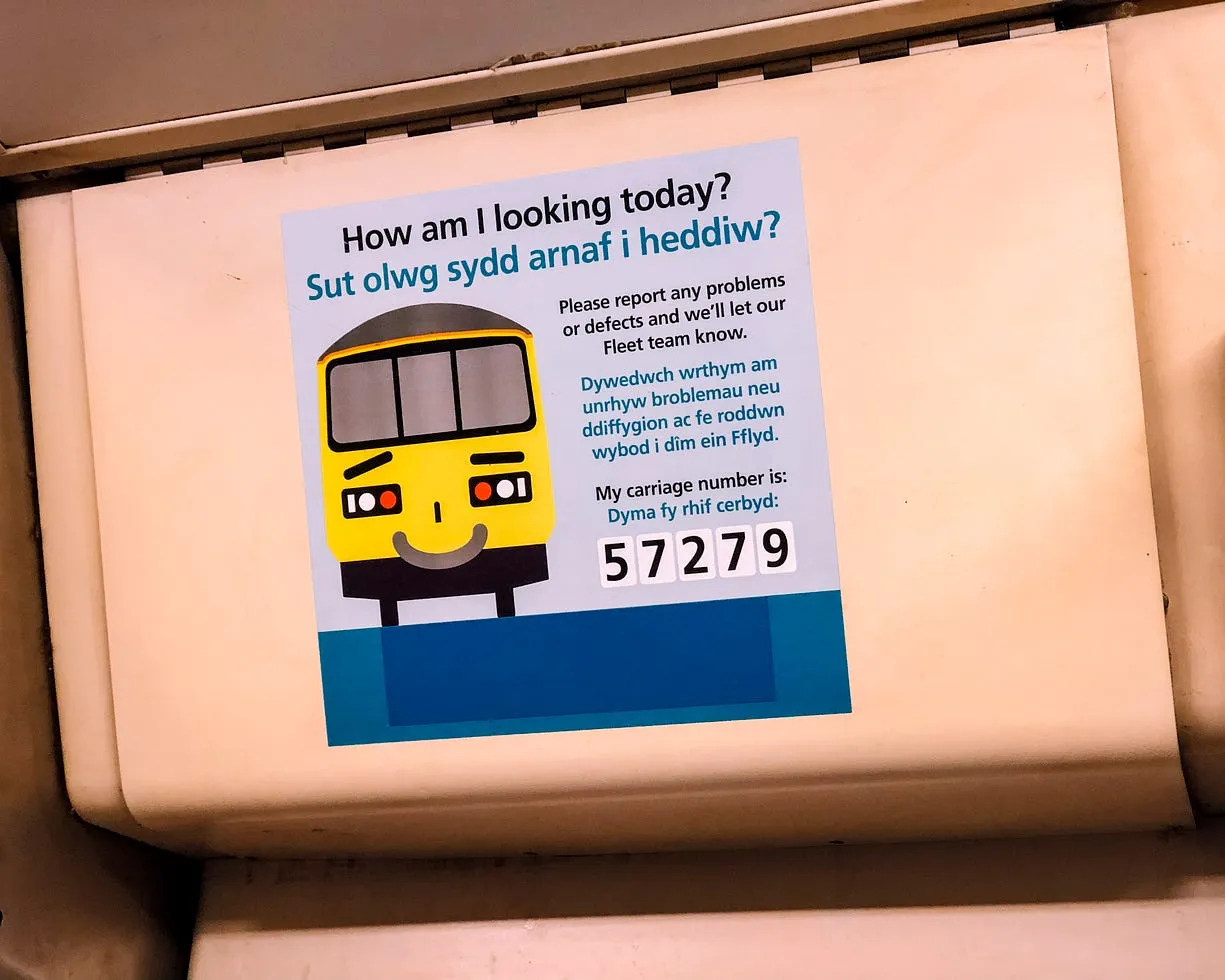 How am I looking today?
Sut olwg sydd arnaf i heddiw?
Please report any problems
or defects and we'll let our
Fleet team know.
Dywedwch wrthym am
unrhyw broblemau neu
ddiffygion ac fe roddwn
wybod i dîm ein Fflyd.
My carriage number is:
Dyma fy rhif cerbyd:
57279